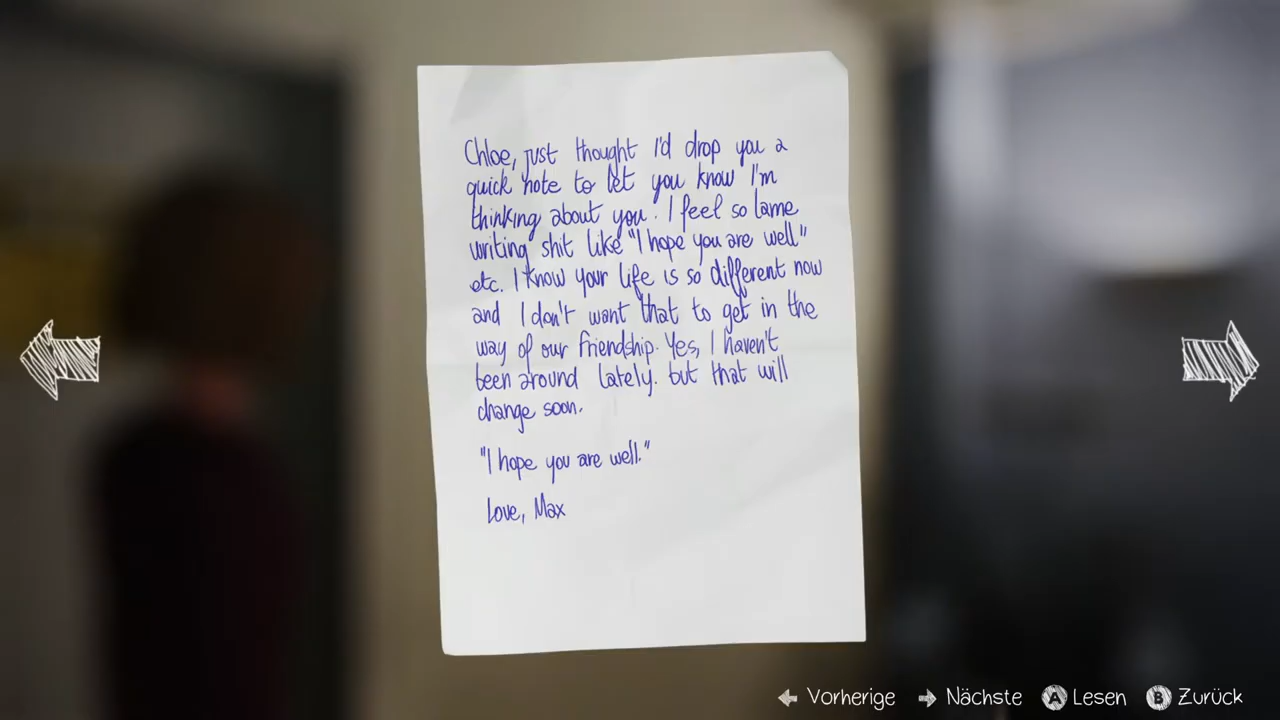 Chloe, just thought I'd drop you a
quick note to let you know I'm
thinking about you. I feel so lame
writing shit like "I hope you are well"
etc. I know your life is so different now
and I don't want that to get in the
way of our friendship. Yes, I haven't
been around lately. but that will
change soon.
"I hope you are well."
Love, Max
Vorherige Nächste A Lesen B Zurück